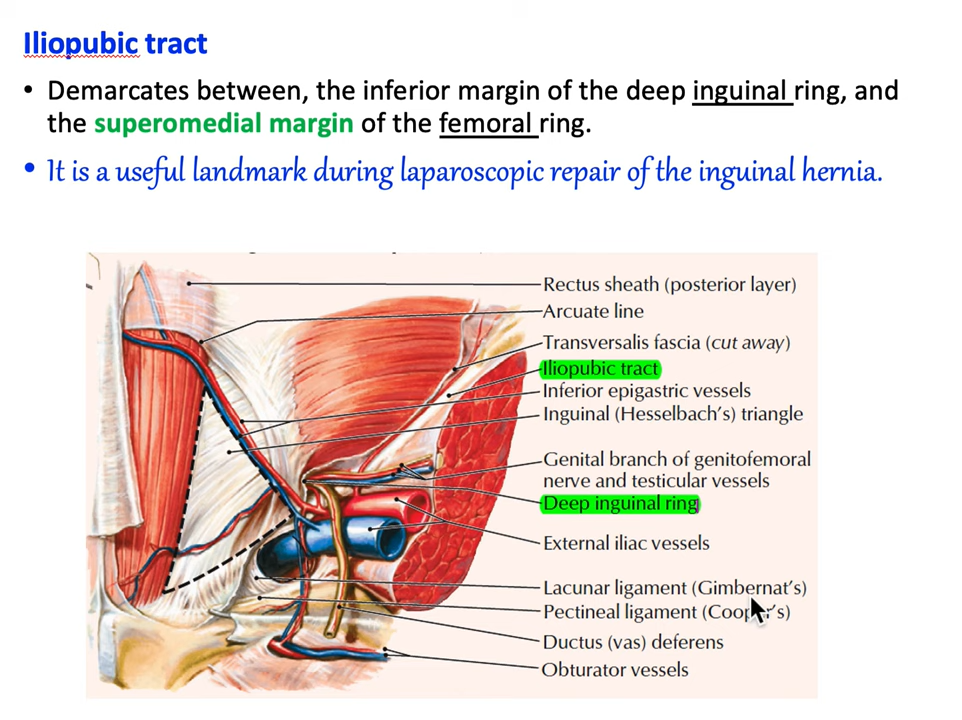 Iliopubic tract
• Demarcates between, the inferior margin of the deep inguinal ring, and
the superomedial margin of the femoral ring.
• It is a useful landmark during laparoscopic repair of the inguinal hernia.
Rectus sheath (posterior layer)
Arcuate line
Transversalis fascia (cut away)
Iliopubic tract
Inferior epigastric vessels
Inguinal (Hesselbach's) triangle
Genital branch of genitofemoral
nerve and testicular vessels
Deep inguinal ring
External iliac vessels
Lacunar ligament (Gimbernat's)
Pectineal ligament (Cooper's)
Ductus (vas) deferens
Obturator vessels